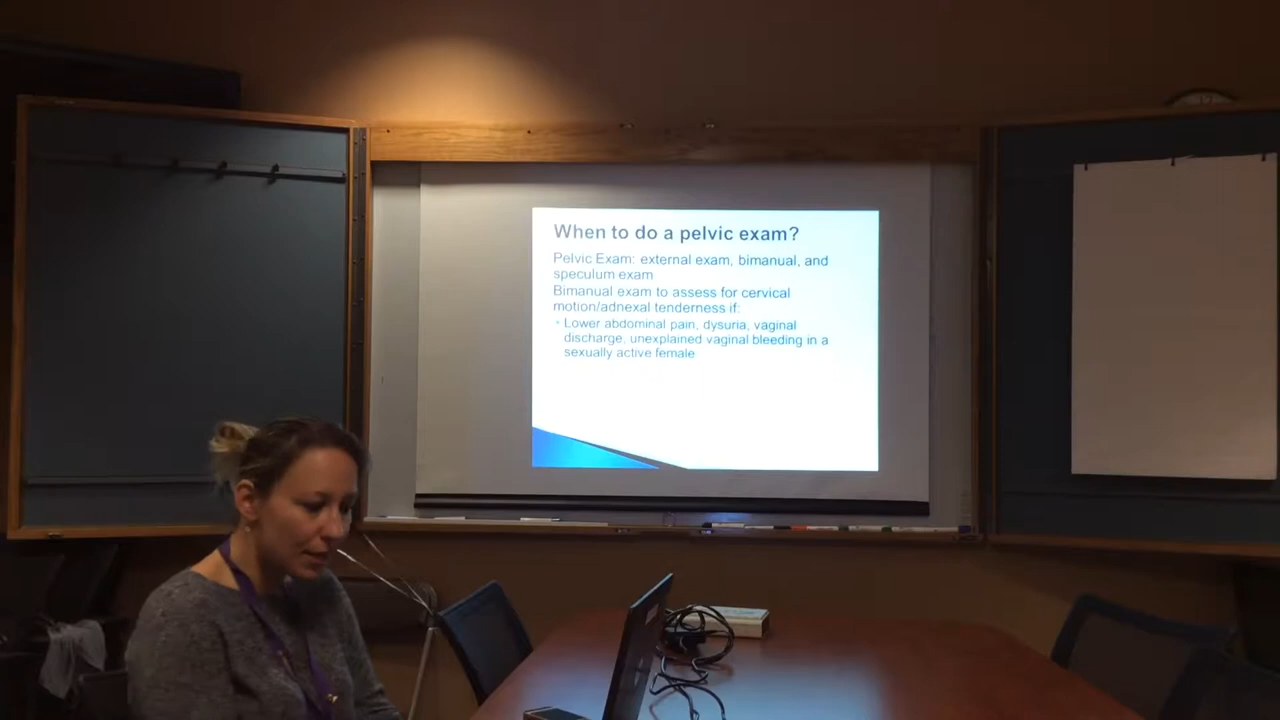 When to do a pelvic exam?
Pelvic Exam: external exam, bimanual, and
speculum exam
Bimanual exam to assess for cervical
motion/adnexal tenderness if:
Lower abdominal pain, dysuria, vaginal
discharge, unexplained vaginal bleeding in a
sexually active female